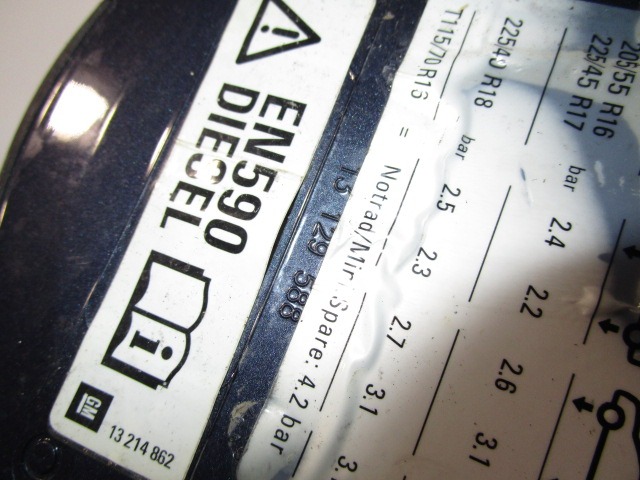 EN590
DIESEL
GM
13 214 862
13 129 588
205/55 R16
225/45 R17
bar 2.4 2.2 2.6 3.1
225/40 R18
bar 2.5 2.3 2.7 3.1
T115/70R16 = Notrad/Mini Spare: 4.2 bar